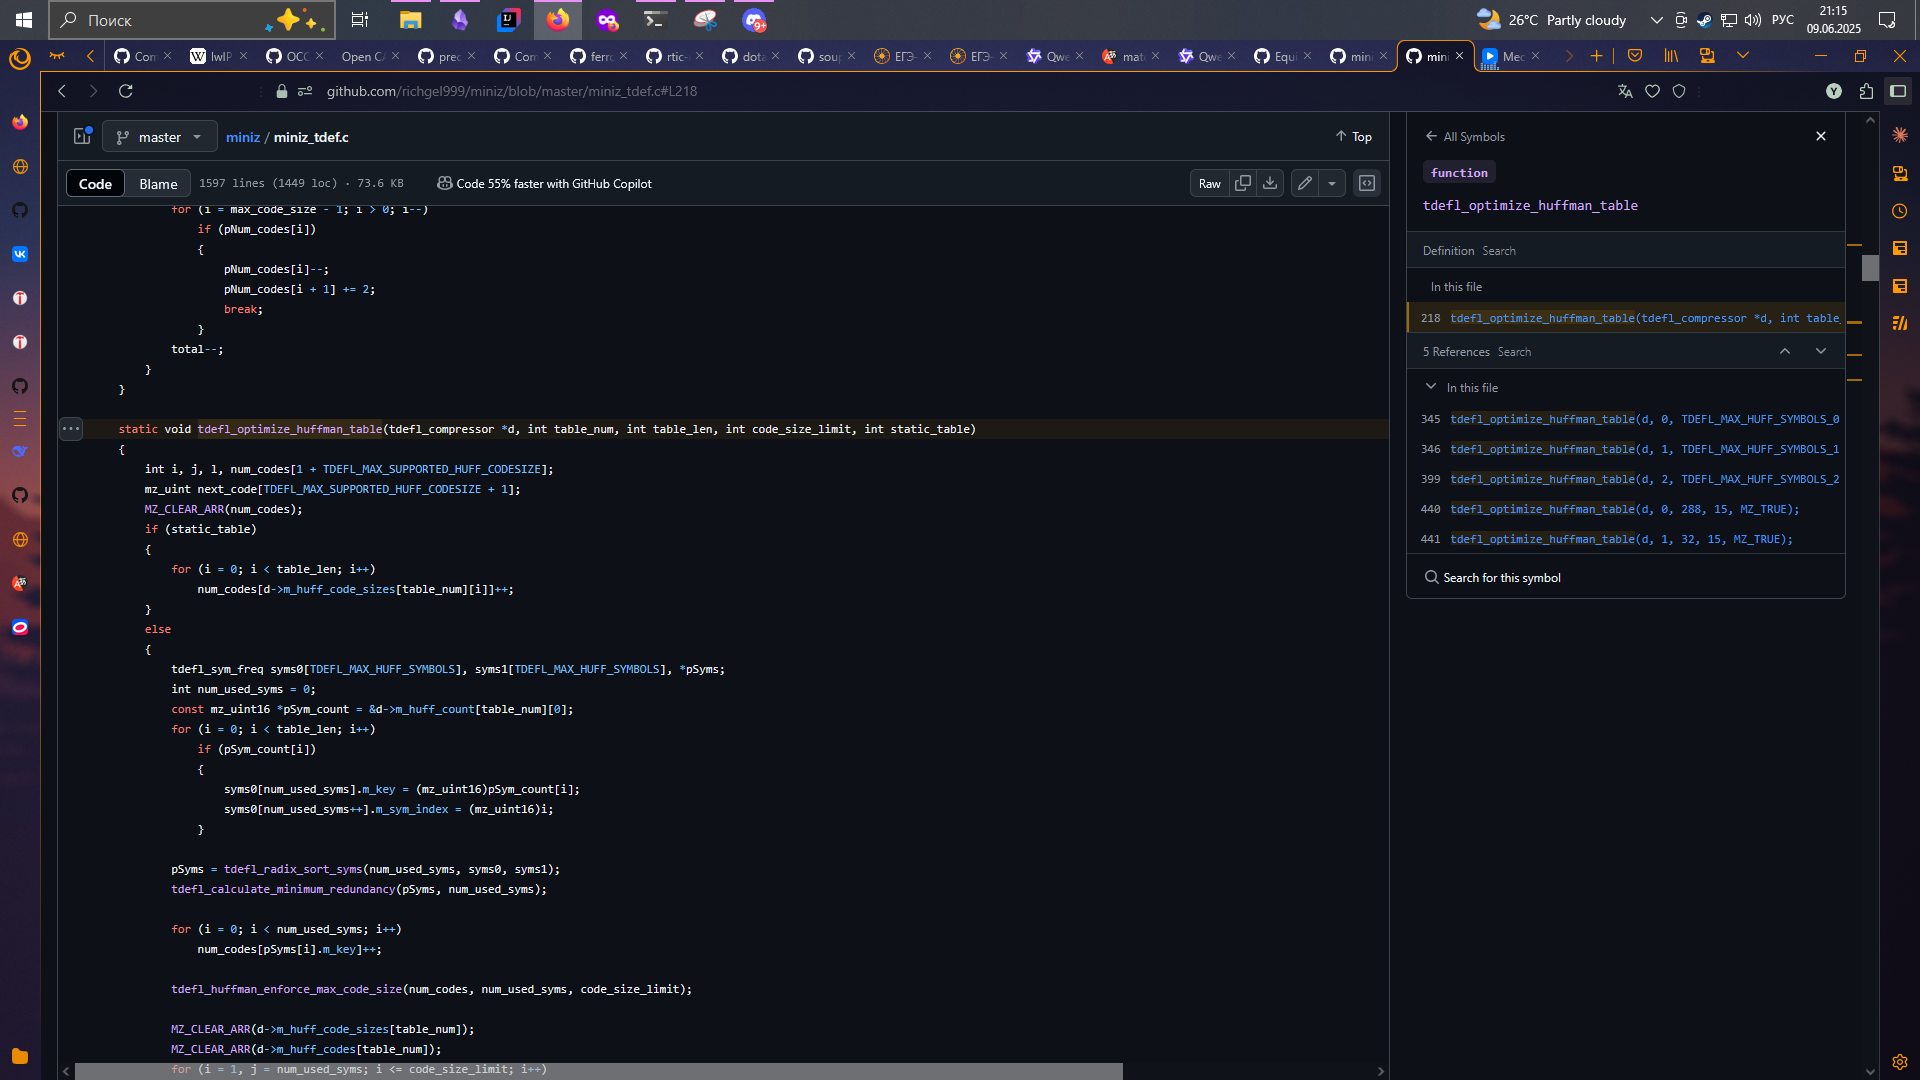 Поиск
26°C Partly cloudy
РУС
21:15
09.06.2025
9+
Con
lwIP
OCC
Open CA
prec
Con
ferro
rtic-
dota
soup
ЕГЭ-
ЕГЭ-
Qwe
mate
Qwe
Equi
mini
mini
Мес
github.com/richgel999/miniz/blob/master/miniz_tdef.c#L218
Y
master
miniz / miniz_tdef.c
Top
Code
Blame
1597 lines (1449 loc) · 73.6 KB
Code 55% faster with GitHub Copilot
Raw
for (i = max_code_size - 1; i > 0; i--)
if (pNum_codes[i])
{
pNum_codes[i]--;
pNum_codes[i + 1] += 2;
break;
}
total--;
}
}
static void tdefl_optimize_huffman_table(tdefl_compressor *d, int table_num, int table_len, int code_size_limit, int static_table)
{
int i, j, l, num_codes[1 + TDEFL_MAX_SUPPORTED_HUFF_CODESIZE];
mz_uint next_code[TDEFL_MAX_SUPPORTED_HUFF_CODESIZE + 1];
MZ_CLEAR_ARR(num_codes);
if (static_table)
{
for (i = 0; i < table_len; i++)
num_codes[d->m_huff_code_sizes[table_num][i]]++;
}
else
{
tdefl_sym_freq syms0[TDEFL_MAX_HUFF_SYMBOLS], syms1[TDEFL_MAX_HUFF_SYMBOLS], *pSyms;
int num_used_syms = 0;
const mz_uint16 *pSym_count = &d->m_huff_count[table_num][0];
for (i = 0; i < table_len; i++)
if (pSym_count[i])
{
syms0[num_used_syms].m_key = (mz_uint16)pSym_count[i];
syms0[num_used_syms++].m_sym_index = (mz_uint16)i;
}
pSyms = tdefl_radix_sort_syms(num_used_syms, syms0, syms1);
tdefl_calculate_minimum_redundancy(pSyms, num_used_syms);
for (i = 0; i < num_used_syms; i++)
num_codes[pSyms[i].m_key]++;
tdefl_huffman_enforce_max_code_size(num_codes, num_used_syms, code_size_limit);
MZ_CLEAR_ARR(d->m_huff_code_sizes[table_num]);
MZ_CLEAR_ARR(d->m_huff_codes[table_num]);
for (i = 1, j = num_used_syms; i <= code_size_limit; i++)
All Symbols
function
tdefl_optimize_huffman_table
Definition Search
In this file
218 tdefl_optimize_huffman_table(tdefl_compressor *d, int table_
5 References Search
In this file
345 tdefl_optimize_huffman_table(d, 0, TDEFL_MAX_HUFF_SYMBOLS_0
346 tdefl_optimize_huffman_table(d, 1, TDEFL_MAX_HUFF_SYMBOLS_1
399 tdefl_optimize_huffman_table(d, 2, TDEFL_MAX_HUFF_SYMBOLS_2
440 tdefl_optimize_huffman_table(d, 0, 288, 15, MZ_TRUE);
441 tdefl_optimize_huffman_table(d, 1, 32, 15, MZ_TRUE);
Search for this symbol